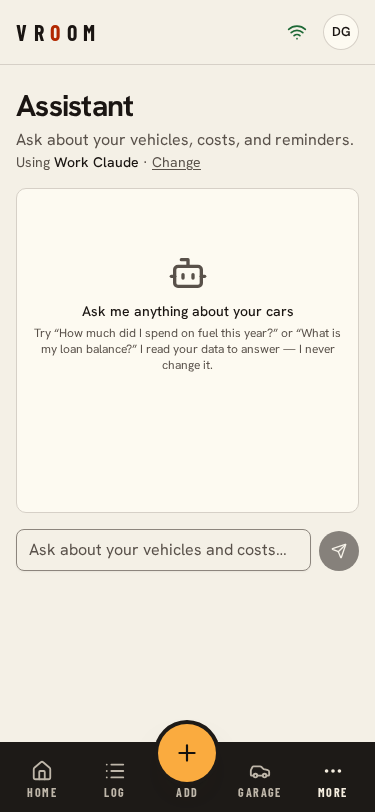 VROOM
DG
Assistant
Ask about your vehicles, costs, and reminders.
Using Work Claude · Change
Ask me anything about your cars
Try “How much did I spend on fuel this year?” or “What is
my loan balance?” I read your data to answer — I never
change it.
Ask about your vehicles and costs...
HOME
LOG
ADD
GARAGE
MORE